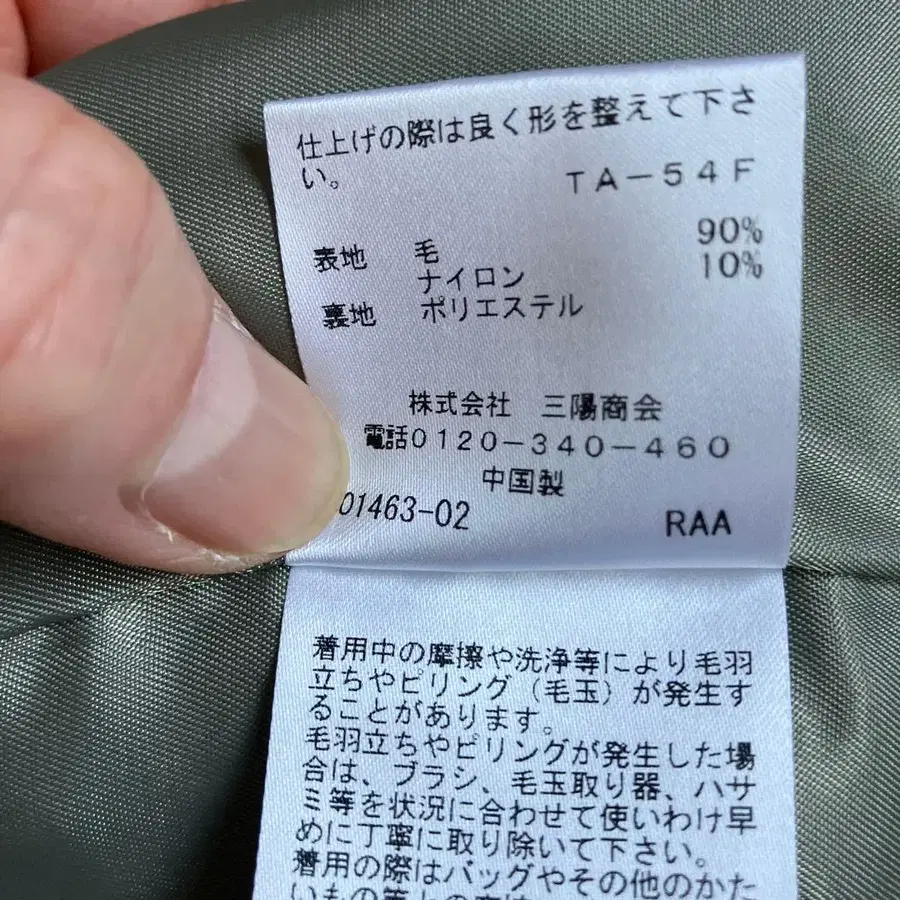 仕上げの際は良く形を整えて下さ
い。 TA-54F
表地 毛 90%
ナイロン 10%
裏地 ポリエステル
株式会社 三陽商会
電話0120-340-460
中国製
01463-02 RAA
着用中の摩擦や洗浄等により毛羽
立ちやピリング（毛玉）が発生す
ることがあります。
毛羽立ちやピリングが発生した場
合は、ブラシ、毛玉取り器、ハサ
ミ等を状況に合わせて使いわけ早
めに丁寧に取り除いて下さい。
着用の際はバッグやその他のかた
いもの等との